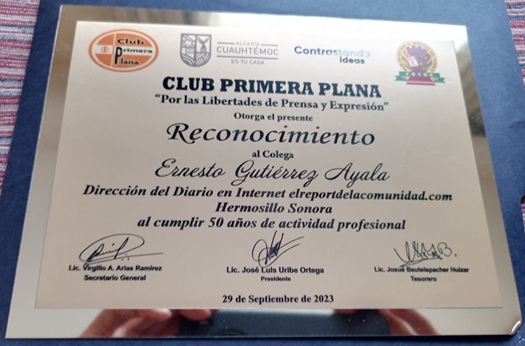 Club
Primera
Plana
ALCALDÍA
CUAUHTÉMOC
ES TU CASA
Contrastando
Ideas
CLUB PRIMERA PLANA
"Por las Libertades de Prensa y Expresión"
Otorga el presente
Reconocimiento
al Colega
Ernesto Gutiérrez Ayala
Dirección del Diario en Internet elreportdelacomunidad.com
Hermosillo Sonora
al cumplir 50 años de actividad profesional
Lic. Virgilio A. Arias Ramirez
Secretario General
Lic. José Luis Uribe Ortega
Presidente
Lic. Josué Beutelspacher Huízar
Tesorero
29 de Septiembre de 2023